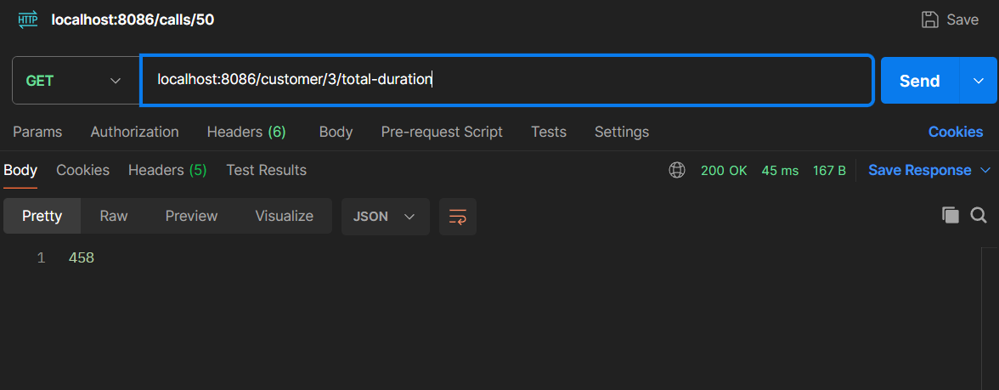 HTTP localhost:8086/calls/50 Save
GET localhost:8086/customer/3/total-duration Send
Params Authorization Headers (6) Body Pre-request Script Tests Settings Cookies
Body Cookies Headers (5) Test Results 200 OK 45 ms 167 B Save Response
Pretty Raw Preview Visualize JSON
1 458